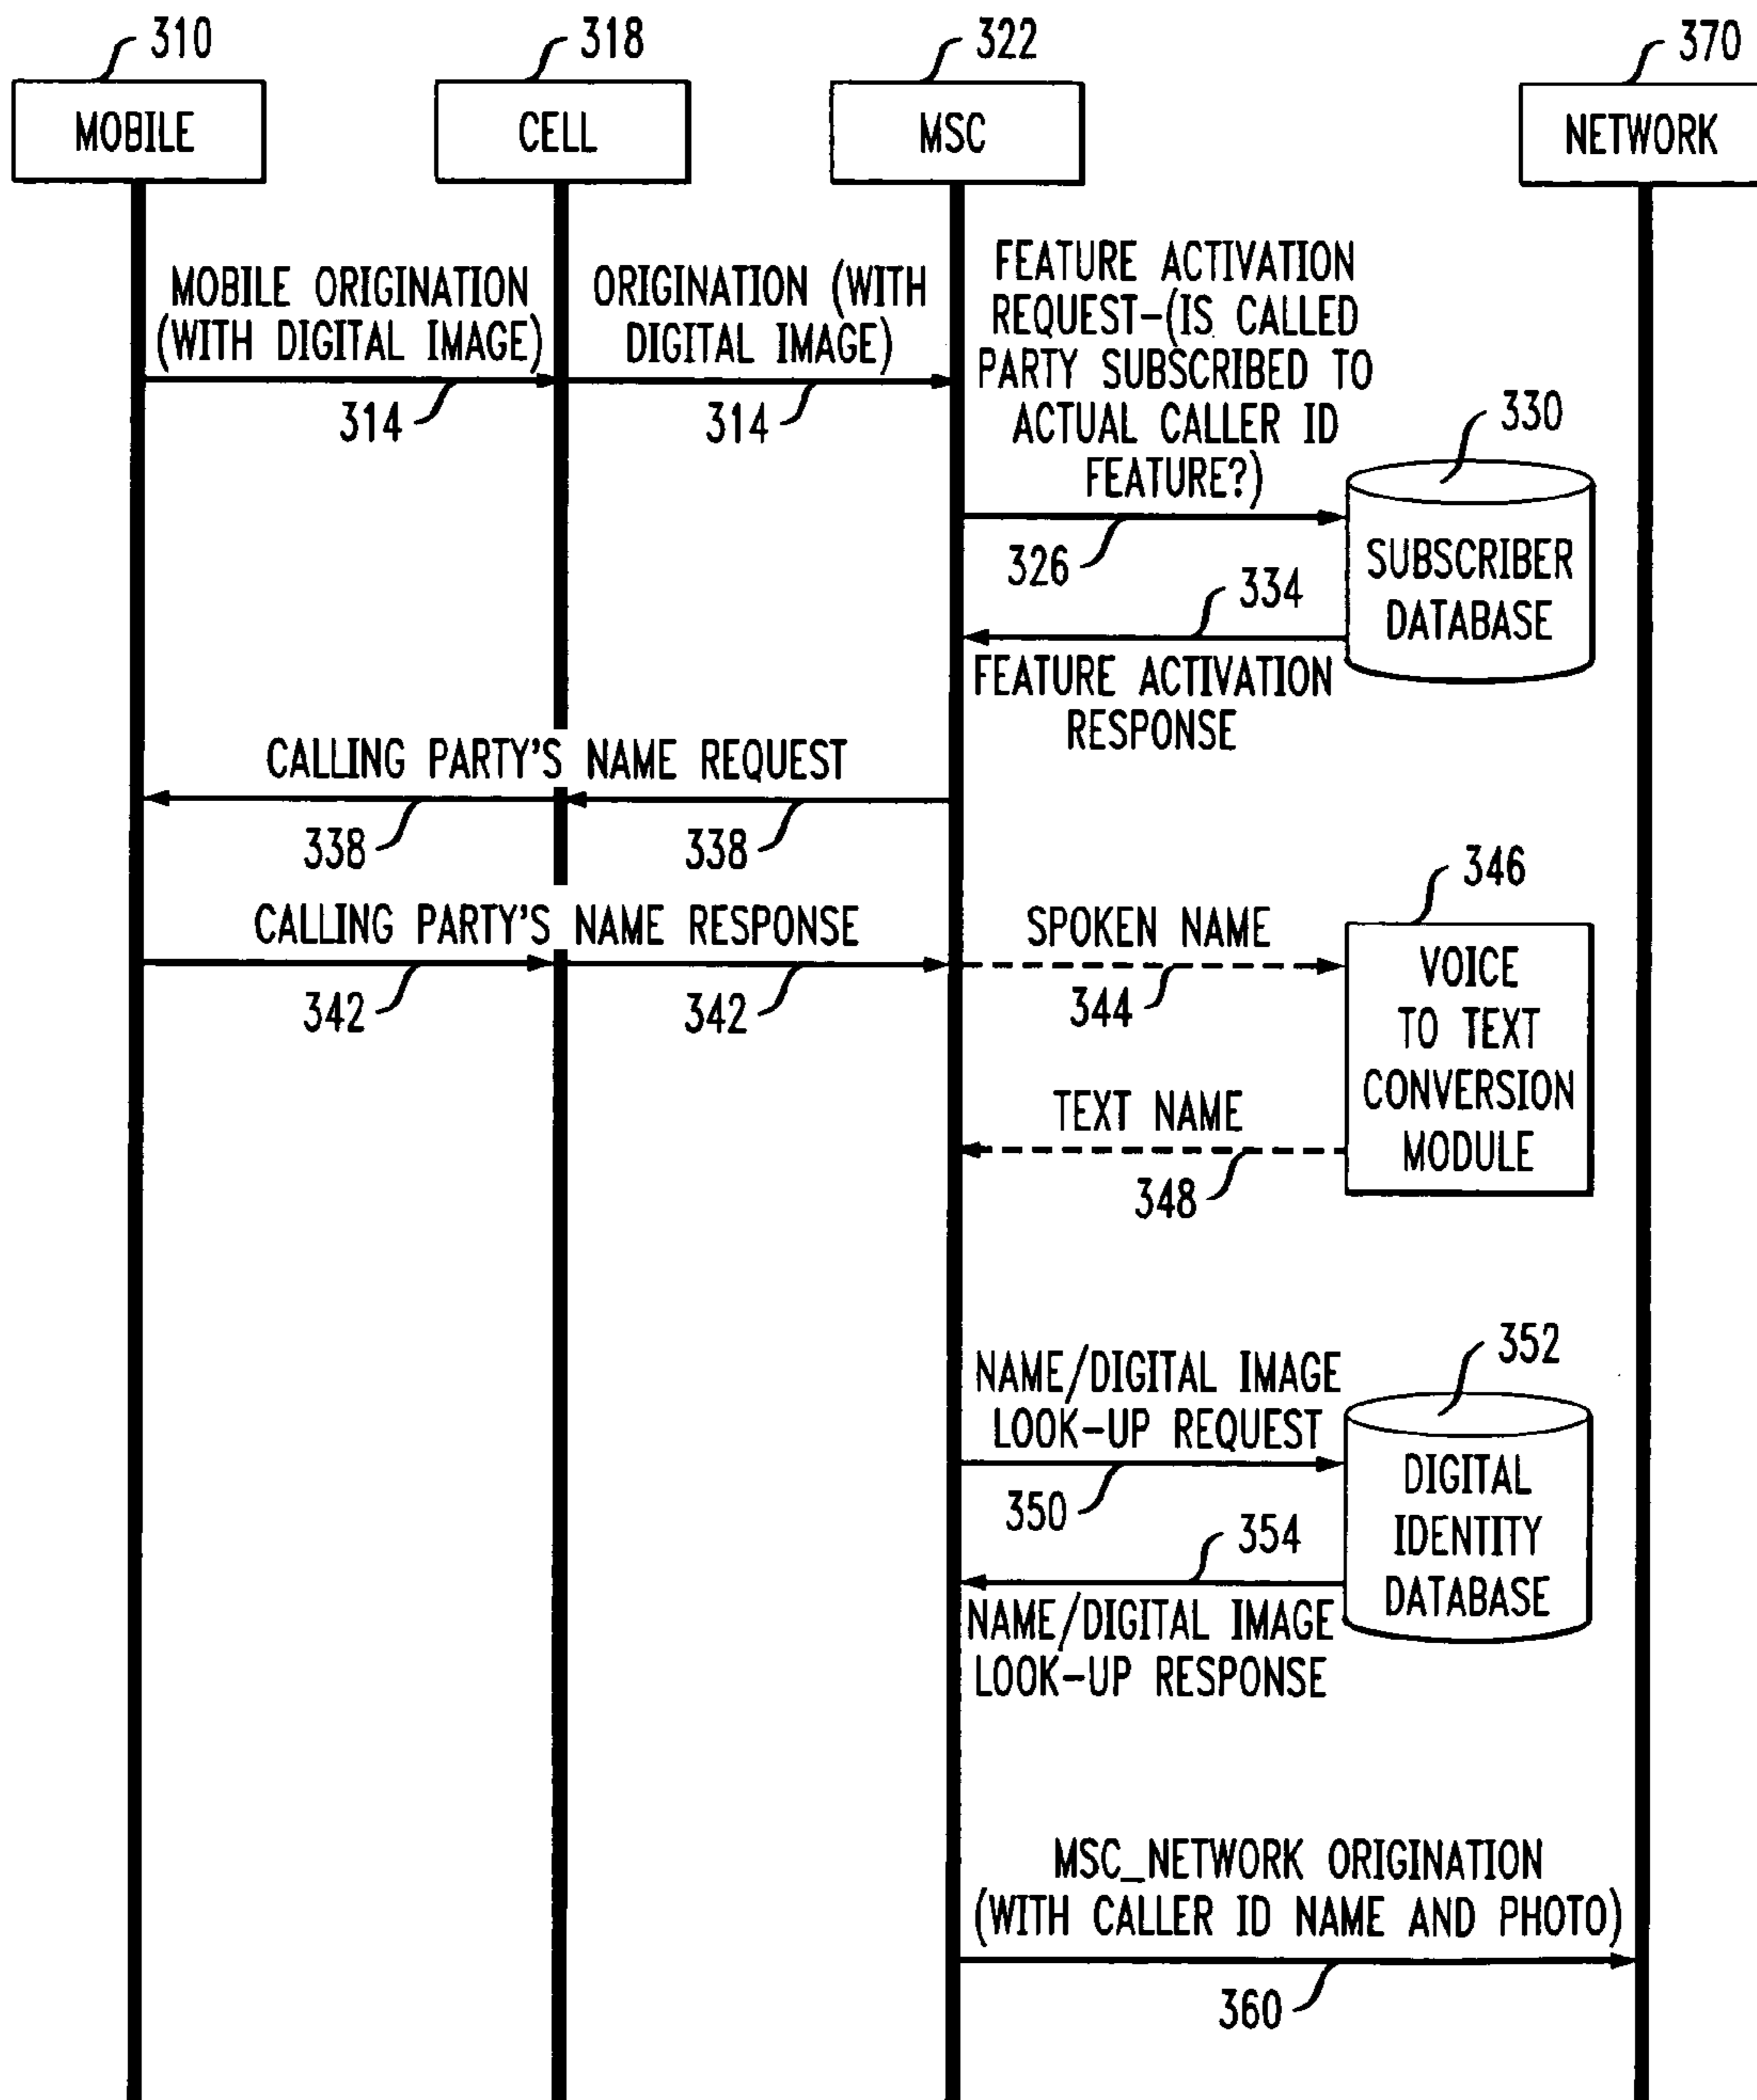 310
318
322
370
MOBILE
CELL
MSC
NETWORK
MOBILE ORIGINATION
(WITH DIGITAL IMAGE)
314
ORIGINATION (WITH
DIGITAL IMAGE)
314
FEATURE ACTIVATION
REQUEST-(IS CALLED
PARTY SUBSCRIBED TO
ACTUAL CALLER ID
FEATURE?)
326
330
SUBSCRIBER
DATABASE
334
FEATURE ACTIVATION
RESPONSE
CALLING PARTY'S NAME REQUEST
338
338
CALLING PARTY'S NAME RESPONSE
342
342
SPOKEN NAME
344
346
VOICE
TO TEXT
CONVERSION
MODULE
TEXT NAME
348
NAME/DIGITAL IMAGE
LOOK-UP REQUEST
350
352
DIGITAL
IDENTITY
DATABASE
354
NAME/DIGITAL IMAGE
LOOK-UP RESPONSE
MSC_NETWORK ORIGINATION
(WITH CALLER ID NAME AND PHOTO)
360